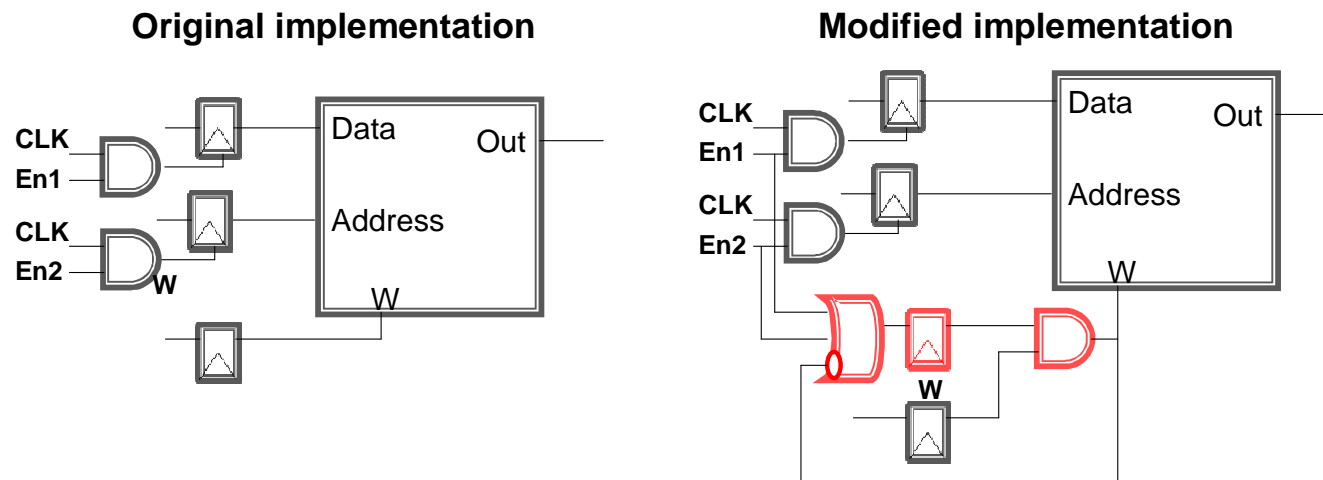 Original implementation
CLK
En1
CLK
En2
W
Data
Out
Address
W
Modified implementation
CLK
En1
CLK
En2
Data
Out
Address
W
W